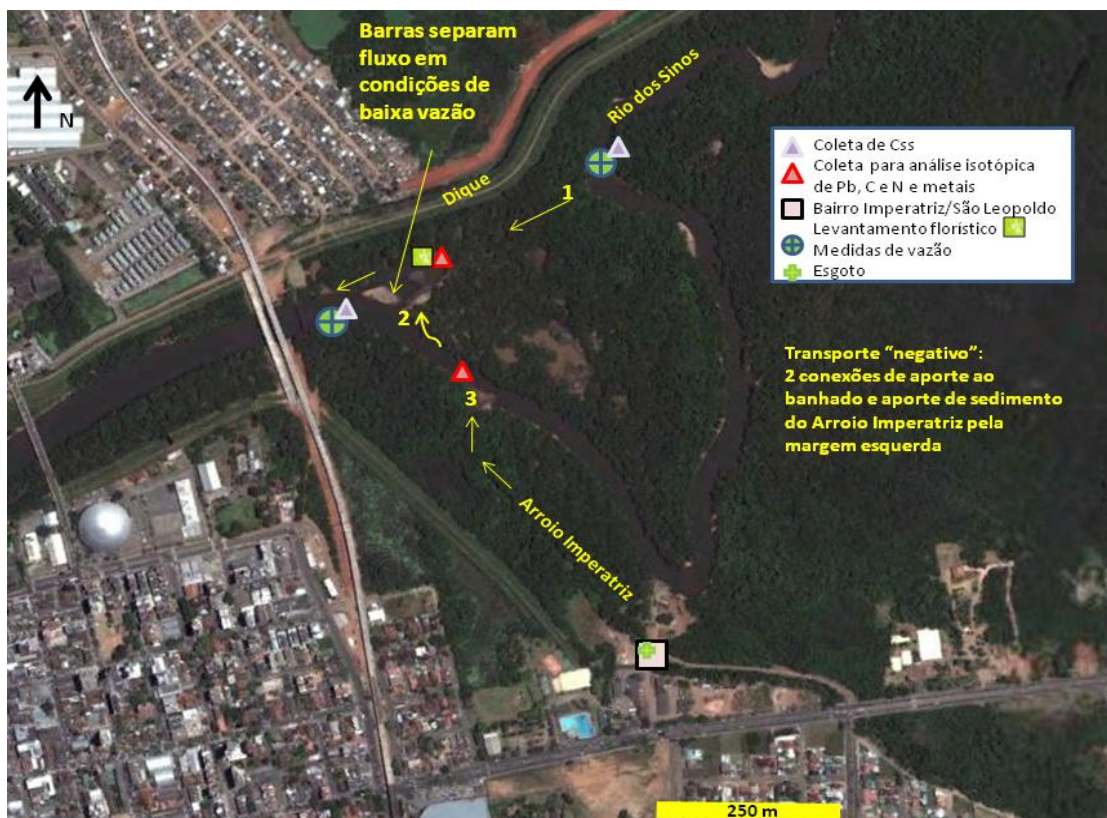 Barras separam
fluxo em
condições de
baixa vazão
N
Rio dos Sinos
Dique
1
2
3
Arroio Imperatriz
Coleta de Css
Coleta para análise isotópica
de Pb, C e N e metais
Bairro Imperatriz/São Leopoldo
Levantamento florístico
Medidas de vazão
Esgoto
Transporte “negativo”:
2 conexões de aporte ao
banhado e aporte de sedimento
do Arroio Imperatriz pela
margem esquerda
250 m